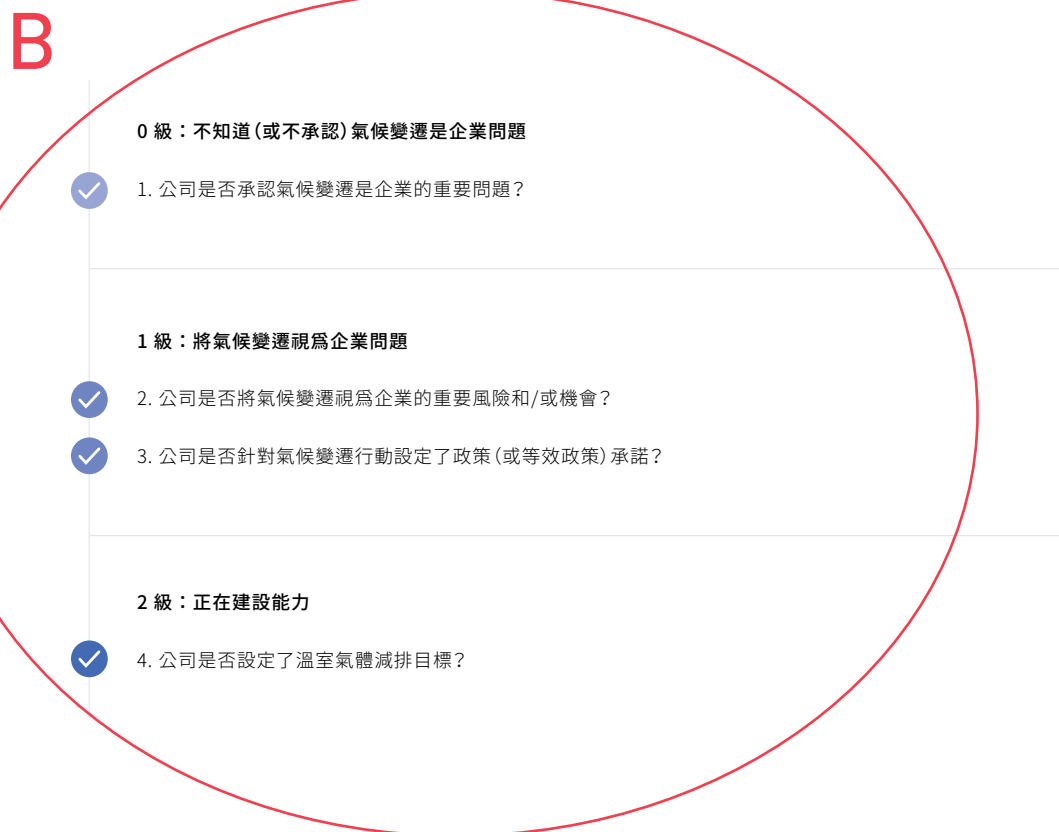 B
0 級：不知道（或不承認）氣候變遷是企業問題
1. 公司是否承認氣候變遷是企業的重要問題？
1 級：將氣候變遷視爲企業問題
2. 公司是否將氣候變遷視爲企業的重要風險和/或機會？
3. 公司是否針對氣候變遷行動設定了政策（或等效政策）承諾？
2 級：正在建設能力
4. 公司是否設定了溫室氣體減排目標？